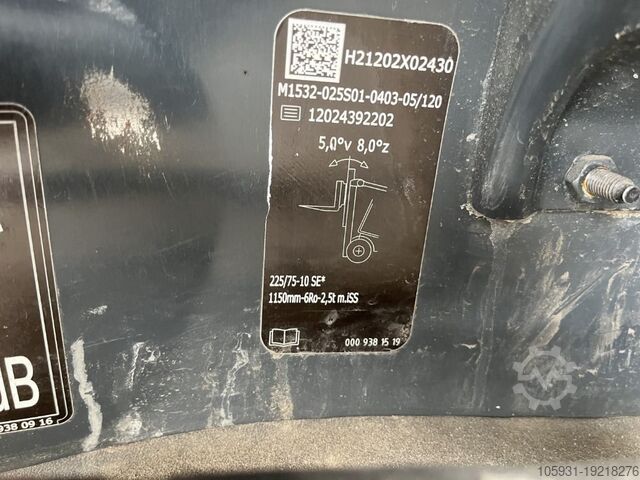 H21202X02430
M1532-025S01-0403-05/120
12024392202
5,0°v 8,0°z
225/75-10 SE*
1150mm-6Ro-2,5t m.iSS
000 938 15 19
B
938 09 16
105931-19218276